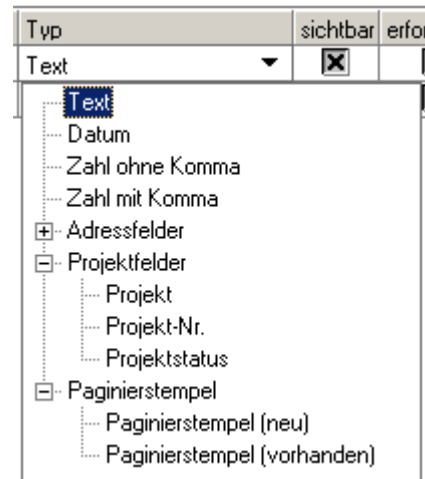 Typ sichtbar erfo
Text
Text
Datum
Zahl ohne Komma
Zahl mit Komma
Adressfelder
Projektfelder
Projekt
Projekt-Nr.
Projektstatus
Paginierstempel
Paginierstempel (neu)
Paginierstempel (vorhanden)